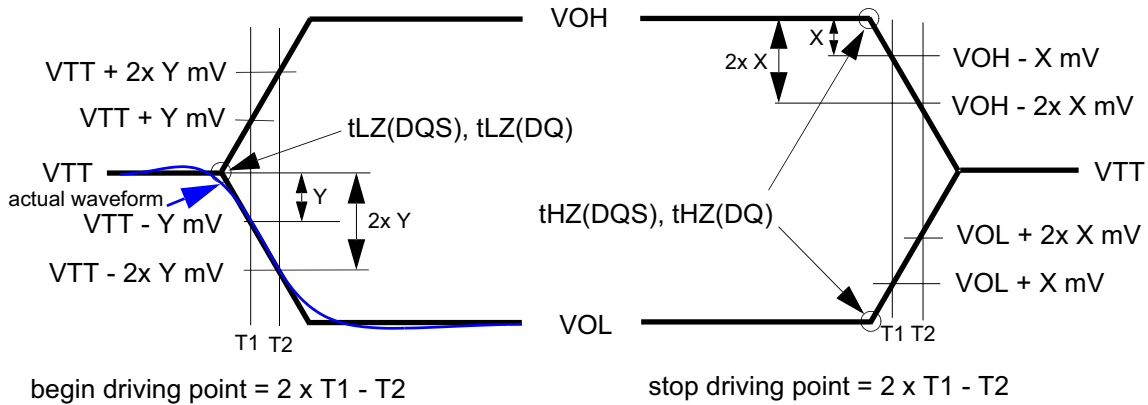 VOH
X
2x X
VOH - X mV
VOH - 2x X mV
VTT + 2x Y mV
VTT + Y mV
tLZ(DQS), tLZ(DQ)
VTT
actual waveform
VTT - Y mV
VTT - 2x Y mV
Y
2x Y
tHZ(DQS), tHZ(DQ)
VTT
VOL + 2x X mV
VOL + X mV
T1 T2
VOL
T1 T2
begin driving point = 2 x T1 - T2
stop driving point = 2 x T1 - T2